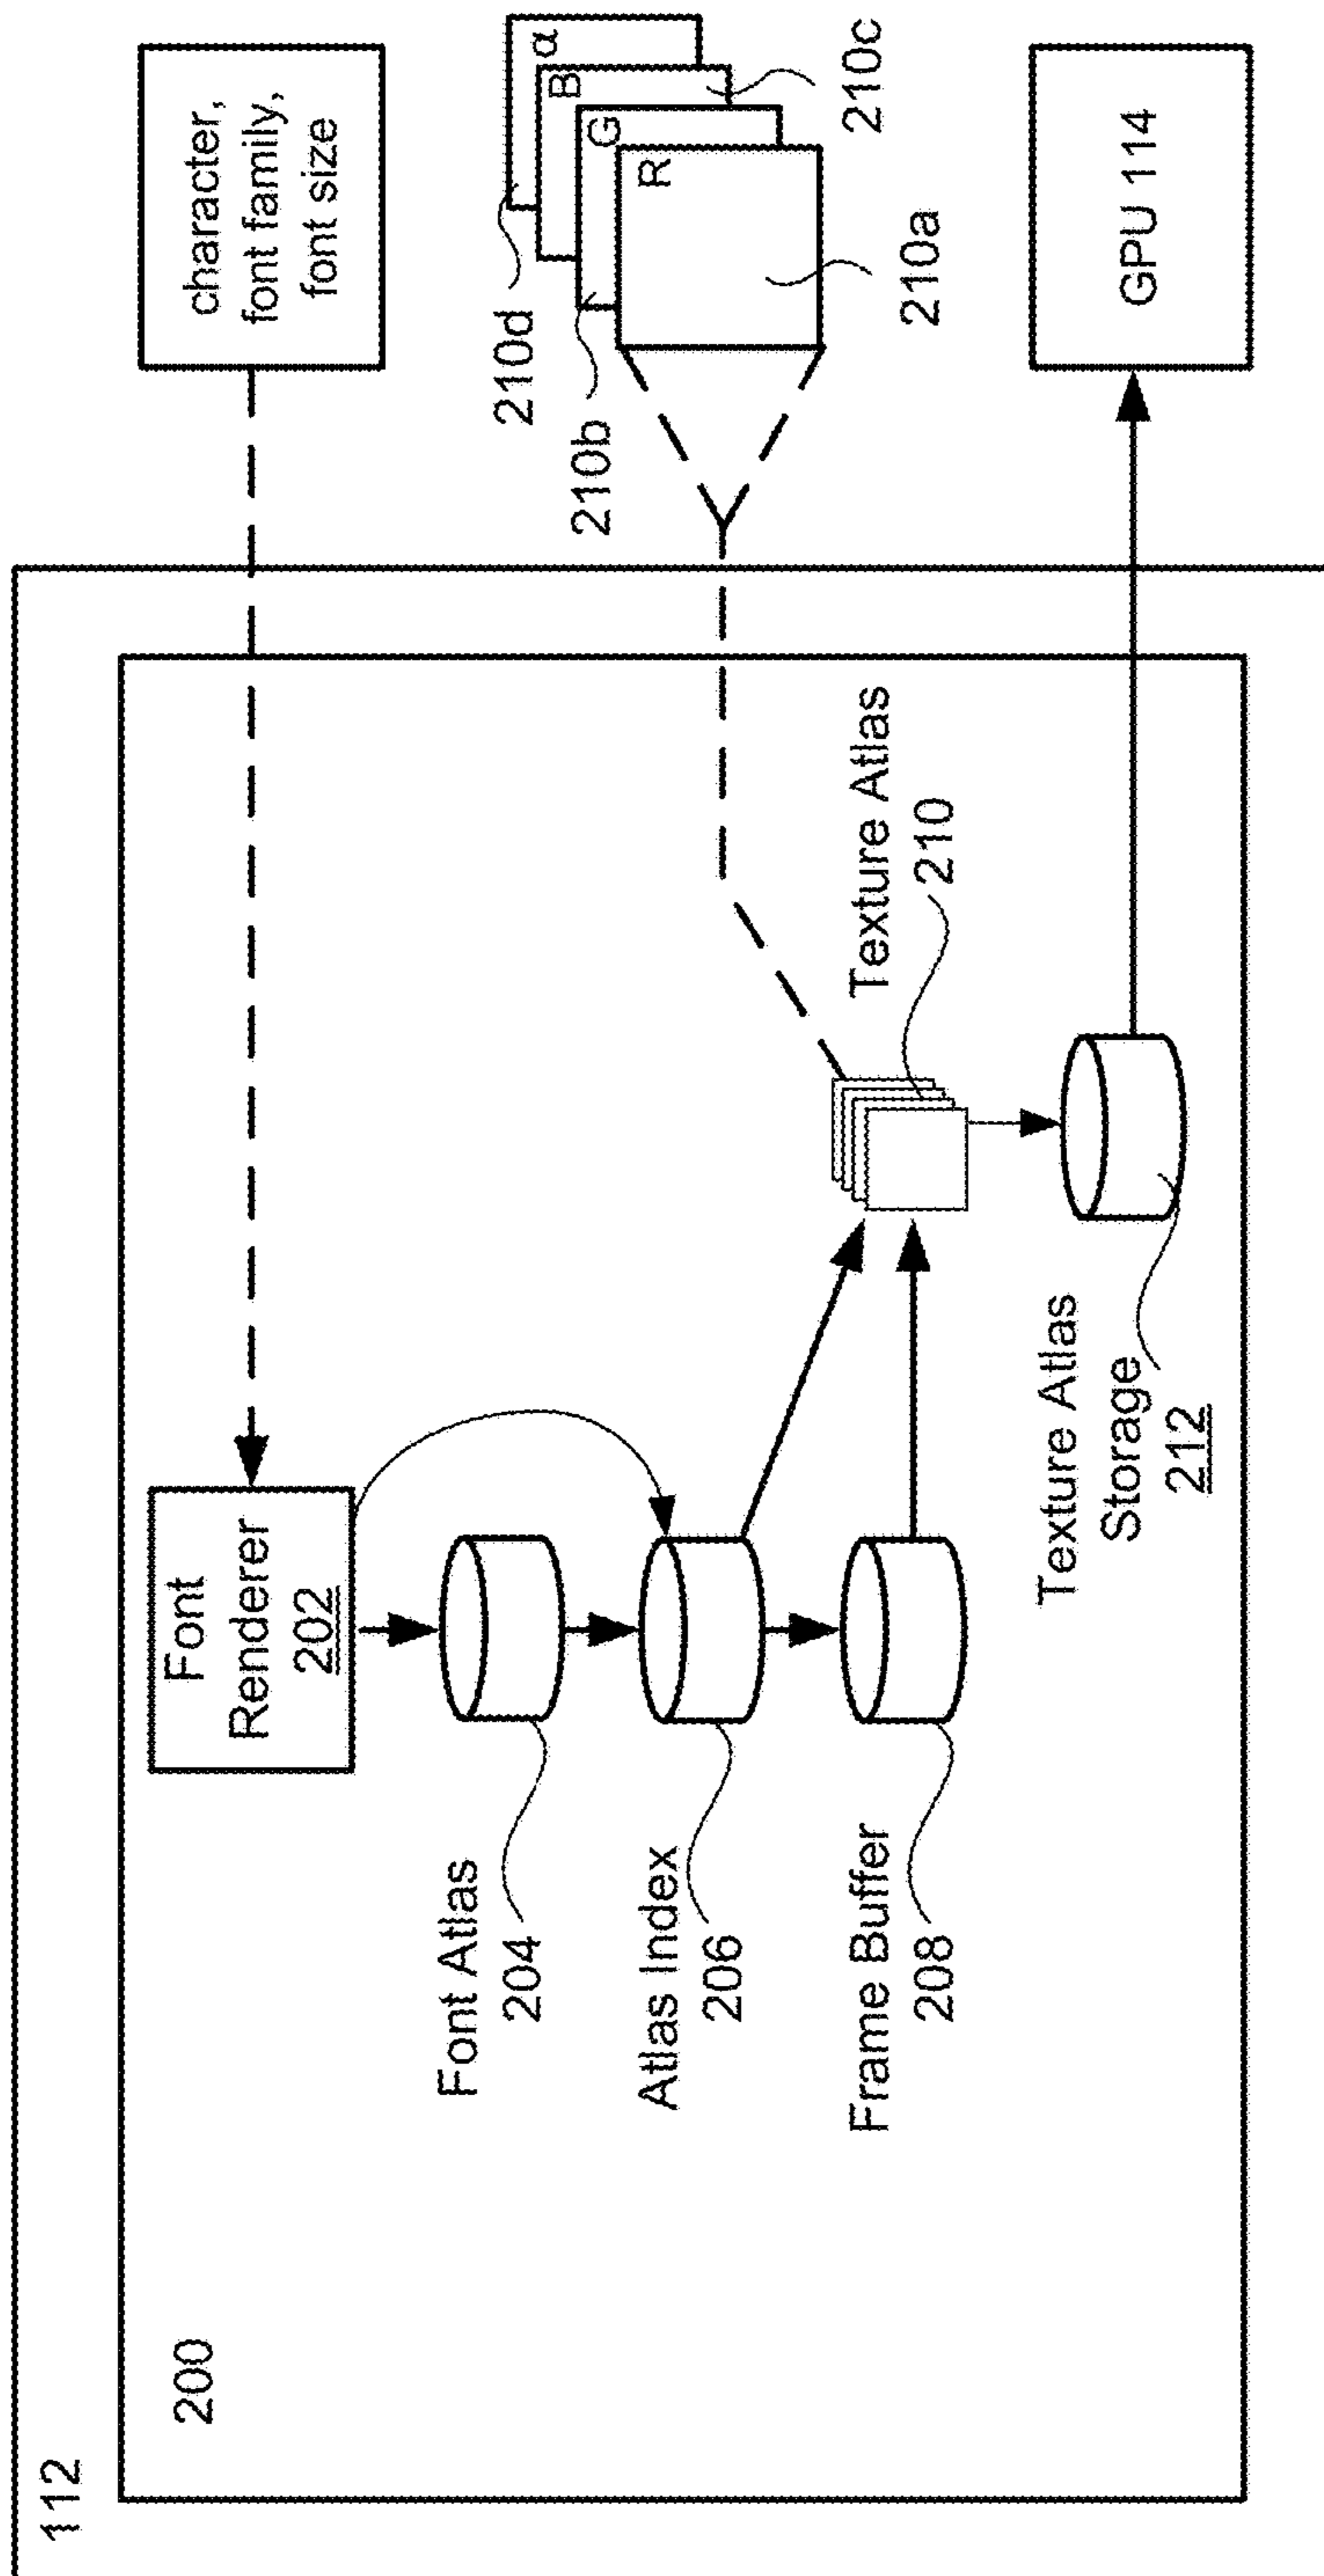 112
200
Font
Renderer
202
character,
font family,
font size
Font Atlas
204
Atlas Index
206
Frame Buffer
208
Texture Atlas
210
Texture Atlas
Storage
212
210d
210b
α
B
G
R
210c
210a
GPU 114